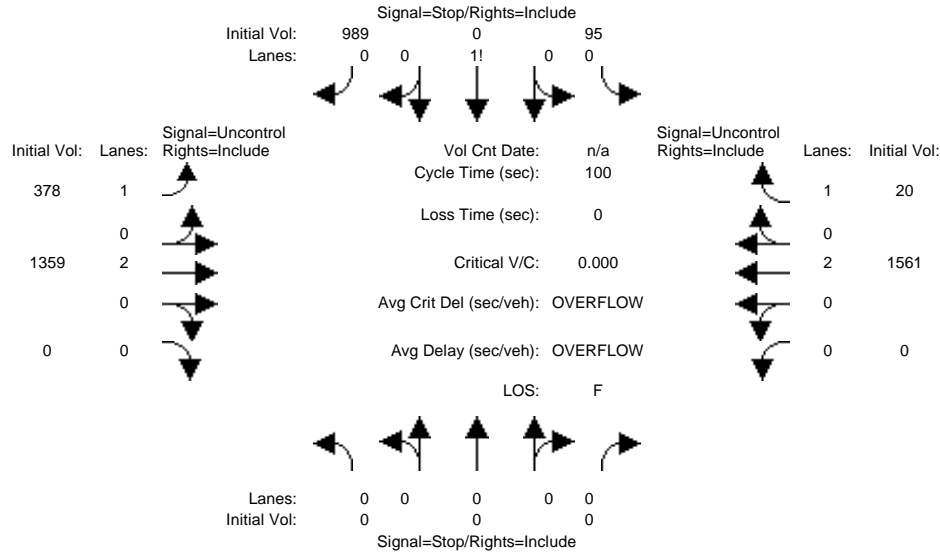 Signal=Stop/Rights=Include
Initial Vol: 989 0 95
Lanes: 0 0 1! 0 0
Signal=Uncontrol
Initial Vol: Lanes: Rights=Include
Vol Cnt Date: n/a
Signal=Uncontrol
Rights=Include Lanes: Initial Vol:
Cycle Time (sec): 100
378 1
1 20
Loss Time (sec): 0
0
0
1359 2
Critical V/C: 0.000
2 1561
0
Avg Crit Del (sec/veh): OVERFLOW
0
0 0
Avg Delay (sec/veh): OVERFLOW
0 0
LOS: F
Lanes: 0 0 0 0 0
Initial Vol: 0 0 0
Signal=Stop/Rights=Include